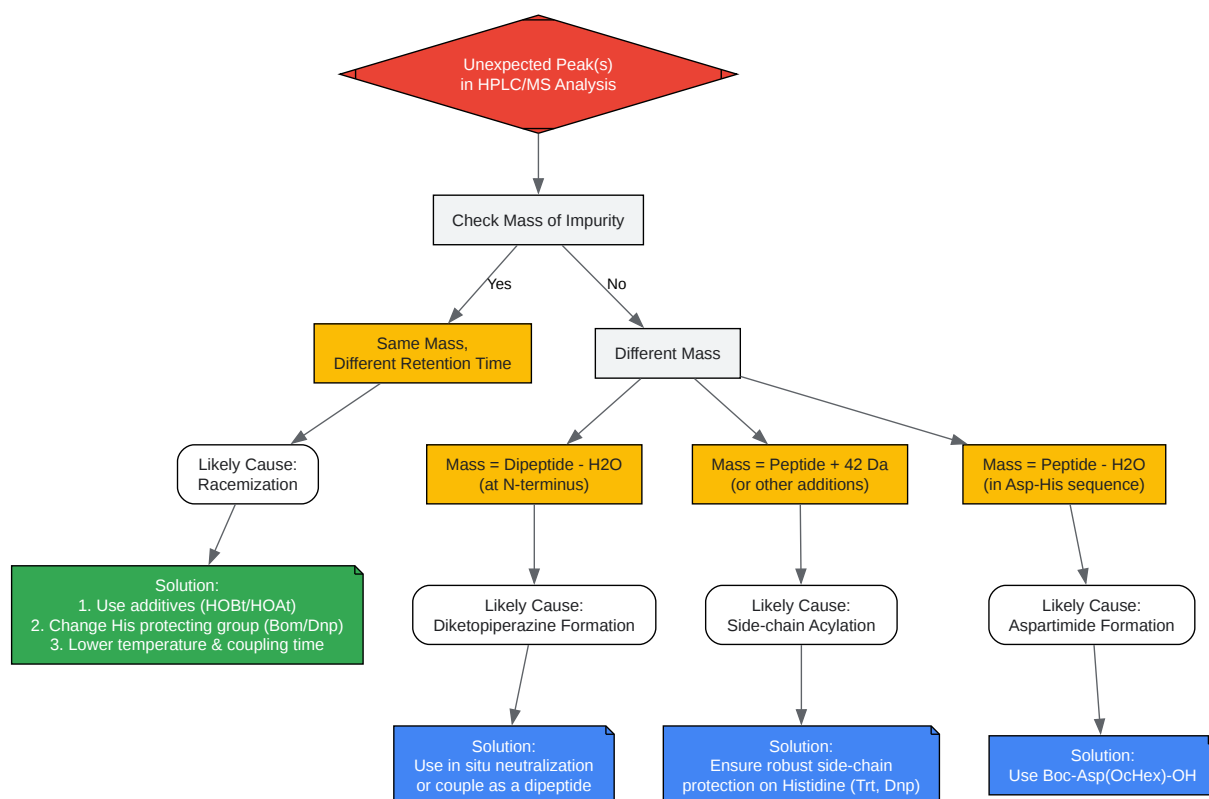 Unexpected Peak(s)
in HPLC/MS Analysis
Check Mass of Impurity
Yes
No
Same Mass,
Different Retention Time
Different Mass
Likely Cause:
Racemization
Mass = Dipeptide - H2O
(at N-terminus)
Mass = Peptide + 42 Da
(or other additions)
Mass = Peptide - H2O
(in Asp-His sequence)
Solution:
1. Use additives (HOBt/HOAt)
2. Change His protecting group (Bom/Dnp)
3. Lower temperature & coupling time
Likely Cause:
Diketopiperazine Formation
Likely Cause:
Side-chain Acylation
Likely Cause:
Aspartimide Formation
Solution:
Use in situ neutralization
or couple as a dipeptide
Solution:
Ensure robust side-chain
protection on Histidine (Trt, Dnp)
Solution:
Use Boc-Asp(OcHex)-OH